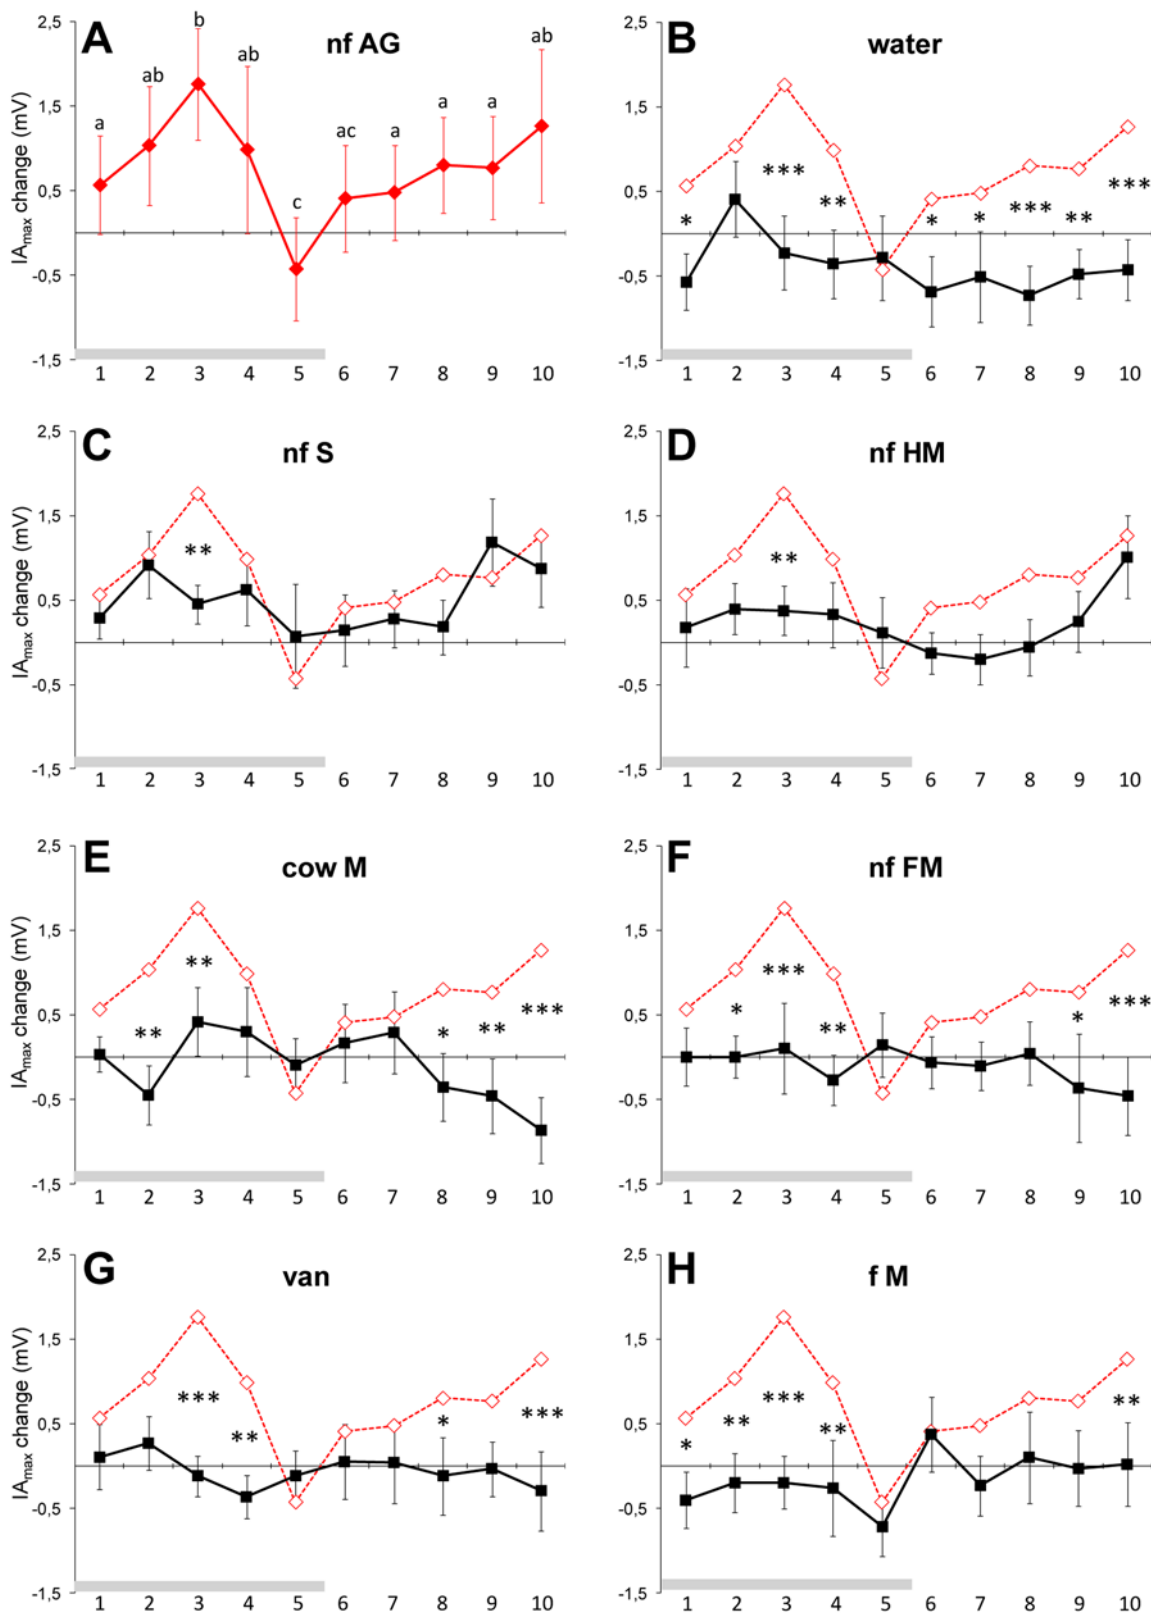 A
nf AG
IAmax change (mV)
2,5
1,5
0,5
-0,5
-1,5
a
ab
b
ab
c
ac
a
a
a
ab
1 2 3 4 5 6 7 8 9 10
B
water
2,5
1,5
0,5
-0,5
-1,5
* *** ** * * *** ** ***
1 2 3 4 5 6 7 8 9 10
C
nf S
IAmax change (mV)
2,5
1,5
0,5
-0,5
-1,5
**
1 2 3 4 5 6 7 8 9 10
D
nf HM
2,5
1,5
0,5
-0,5
-1,5
**
1 2 3 4 5 6 7 8 9 10
E
cow M
IAmax change (mV)
2,5
1,5
0,5
-0,5
-1,5
** ** * ** ***
1 2 3 4 5 6 7 8 9 10
F
nf FM
2,5
1,5
0,5
-0,5
-1,5
* *** ** * ***
1 2 3 4 5 6 7 8 9 10
G
van
IAmax change (mV)
2,5
1,5
0,5
-0,5
-1,5
*** ** * ***
1 2 3 4 5 6 7 8 9 10
H
f M
2,5
1,5
0,5
-0,5
-1,5
* ** *** ** **
1 2 3 4 5 6 7 8 9 10